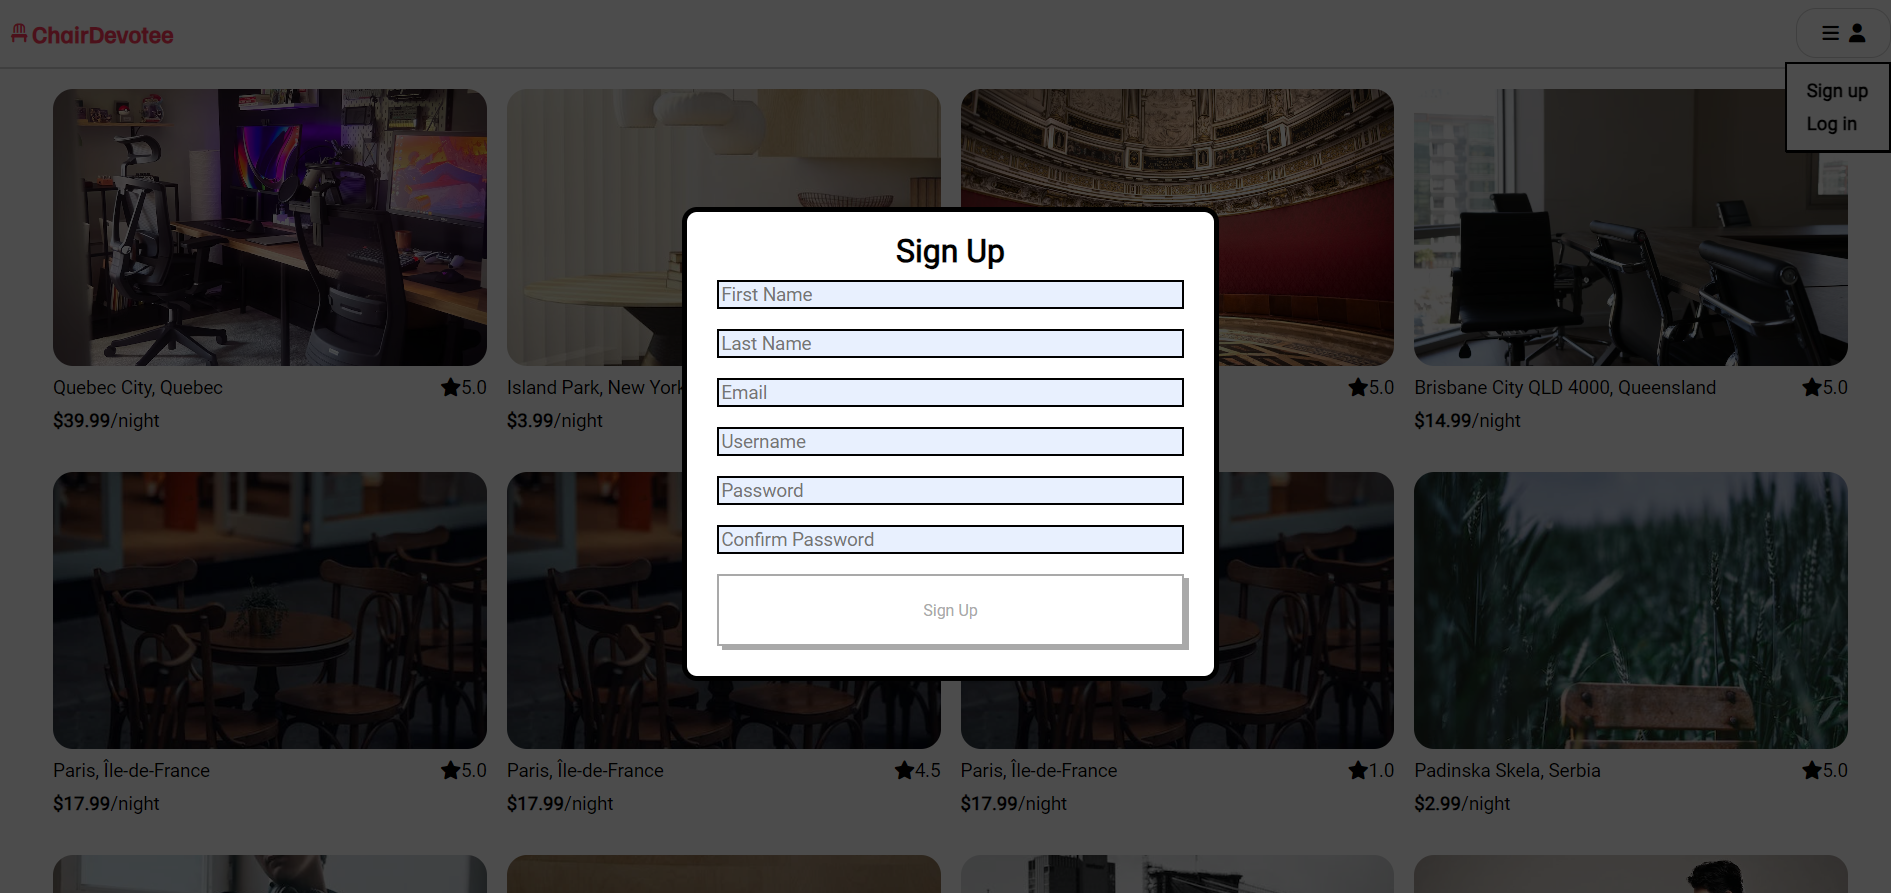 ChairDevotee
Sign up
Log in
Quebec City, Quebec
5.0
$39.99/night
Island Park, New York
$3.99/night
5.0
Brisbane City QLD 4000, Queensland
5.0
$14.99/night
Sign Up
First Name
Last Name
Email
Username
Password
Confirm Password
Sign Up
Paris, Île-de-France
5.0
$17.99/night
Paris, Île-de-France
4.5
$17.99/night
Paris, Île-de-France
1.0
$17.99/night
Padinska Skela, Serbia
5.0
$2.99/night